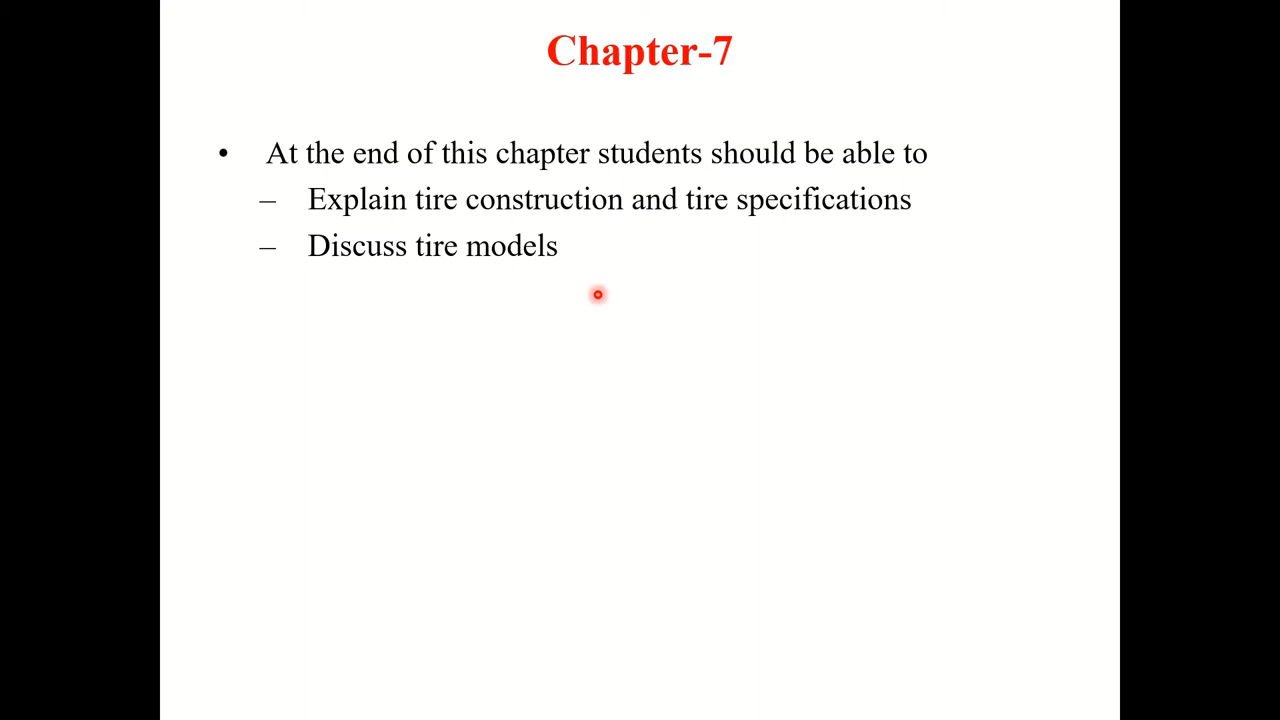 Chapter-7
• At the end of this chapter students should be able to
– Explain tire construction and tire specifications
– Discuss tire models